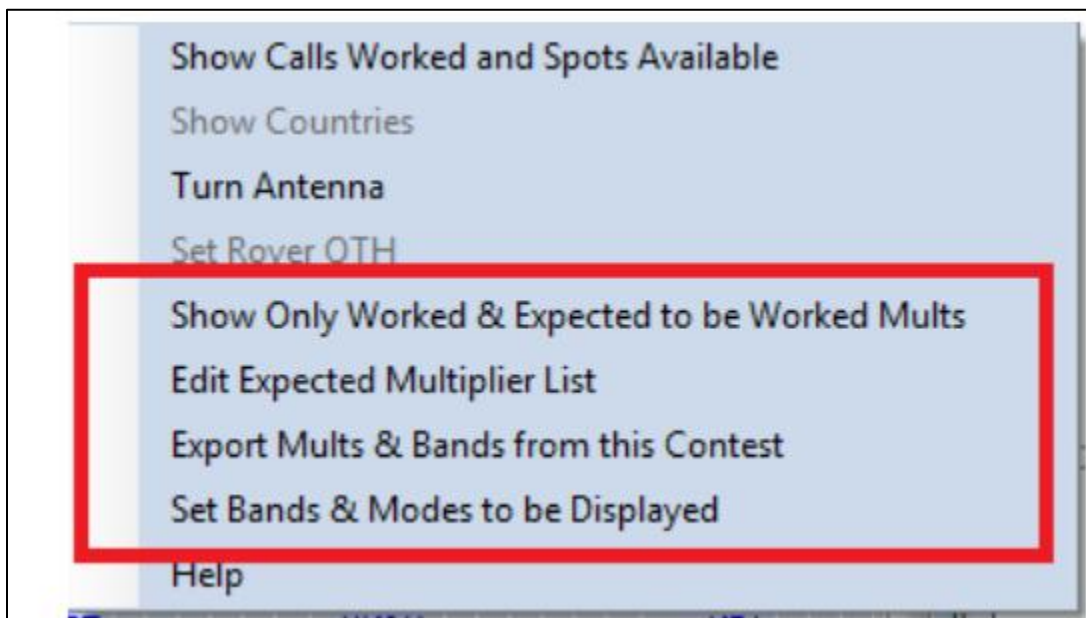 Show Calls Worked and Spots Available
Show Countries
Turn Antenna
Set Rover QTH
Show Only Worked & Expected to be Worked Mults
Edit Expected Multiplier List
Export Mults & Bands from this Contest
Set Bands & Modes to be Displayed
Help